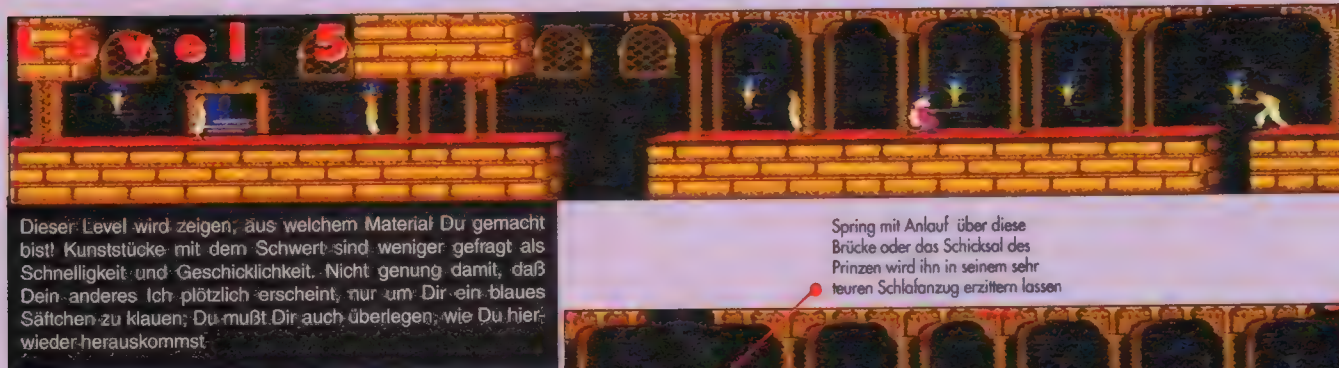 Level 5
Dieser Level wird zeigen, aus welchem Material Du gemacht
bist! Kunststücke mit dem Schwert sind weniger gefragt als
Schnelligkeit und Geschicklichkeit. Nicht genung damit, daß
Dein anderes Ich plötzlich erscheint, nur um Dir ein blaues
Säftchen zu klauen; Du mußt Dir auch überlegen, wie Du hier
wieder herauskommst
Spring mit Anlauf über diese
Brücke oder das Schicksal des
Prinzen wird ihn in seinem sehr
teuren Schlafanzug erzittern lassen